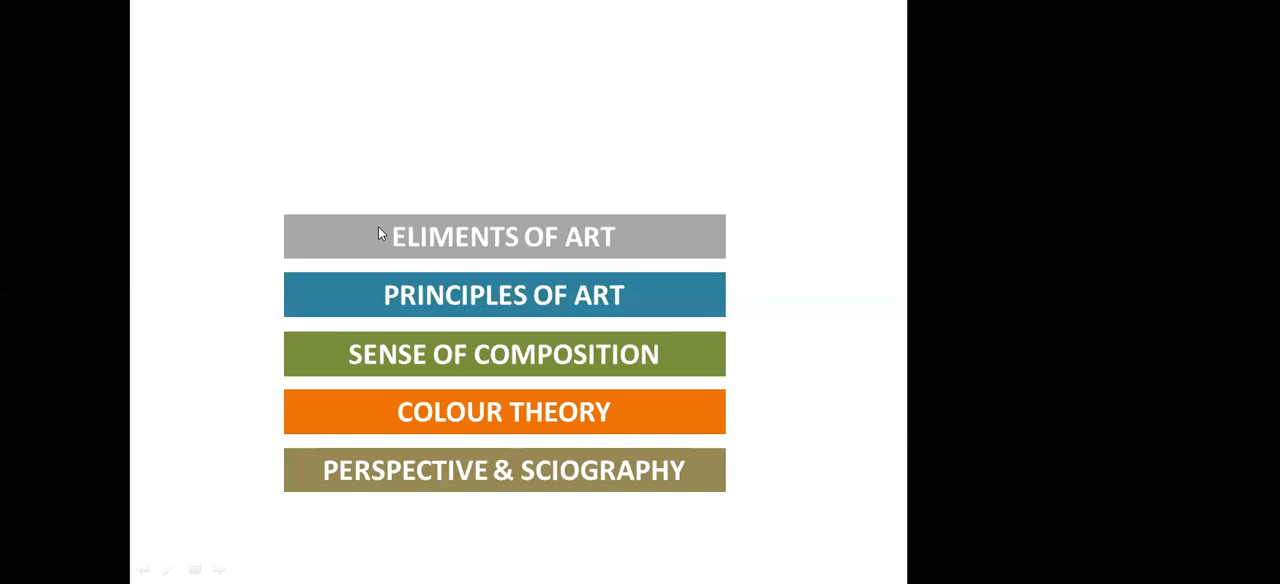 ELIMENTS OF ART
PRINCIPLES OF ART
SENSE OF COMPOSITION
COLOUR THEORY
PERSPECTIVE & SCIOGRAPHY